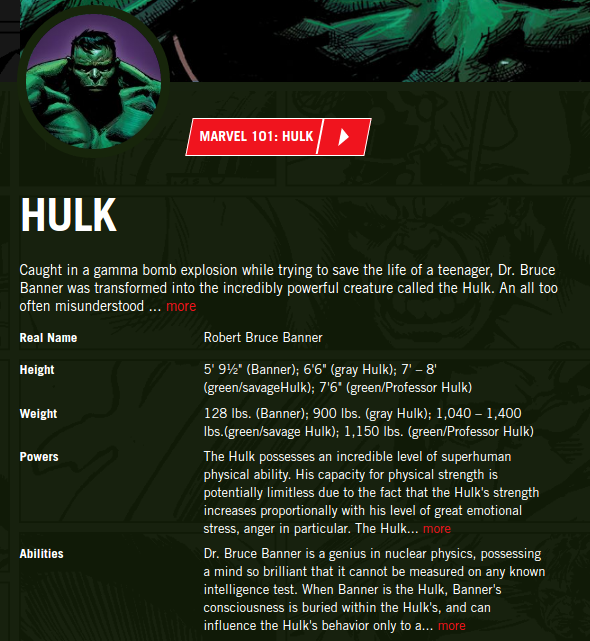 MARVEL 101: HULK
HULK
Caught in a gamma bomb explosion while trying to save the life of a teenager, Dr. Bruce
Banner was transformed into the incredibly powerful creature called the Hulk. An all too
often misunderstood ... more
Real Name Robert Bruce Banner
Height 5' 9½" (Banner); 6'6" (gray Hulk); 7' – 8'
(green/savageHulk); 7'6" (green/Professor Hulk)
Weight 128 lbs. (Banner); 900 lbs. (gray Hulk); 1,040 – 1,400
lbs.(green/savage Hulk); 1,150 lbs. (green/Professor Hulk)
Powers The Hulk possesses an incredible level of superhuman
physical ability. His capacity for physical strength is
potentially limitless due to the fact that the Hulk's strength
increases proportionally with his level of great emotional
stress, anger in particular. The Hulk... more
Abilities Dr. Bruce Banner is a genius in nuclear physics, possessing
a mind so brilliant that it cannot be measured on any known
intelligence test. When Banner is the Hulk, Banner's
consciousness is buried within the Hulk's, and can
influence the Hulk's behavior only to a... more